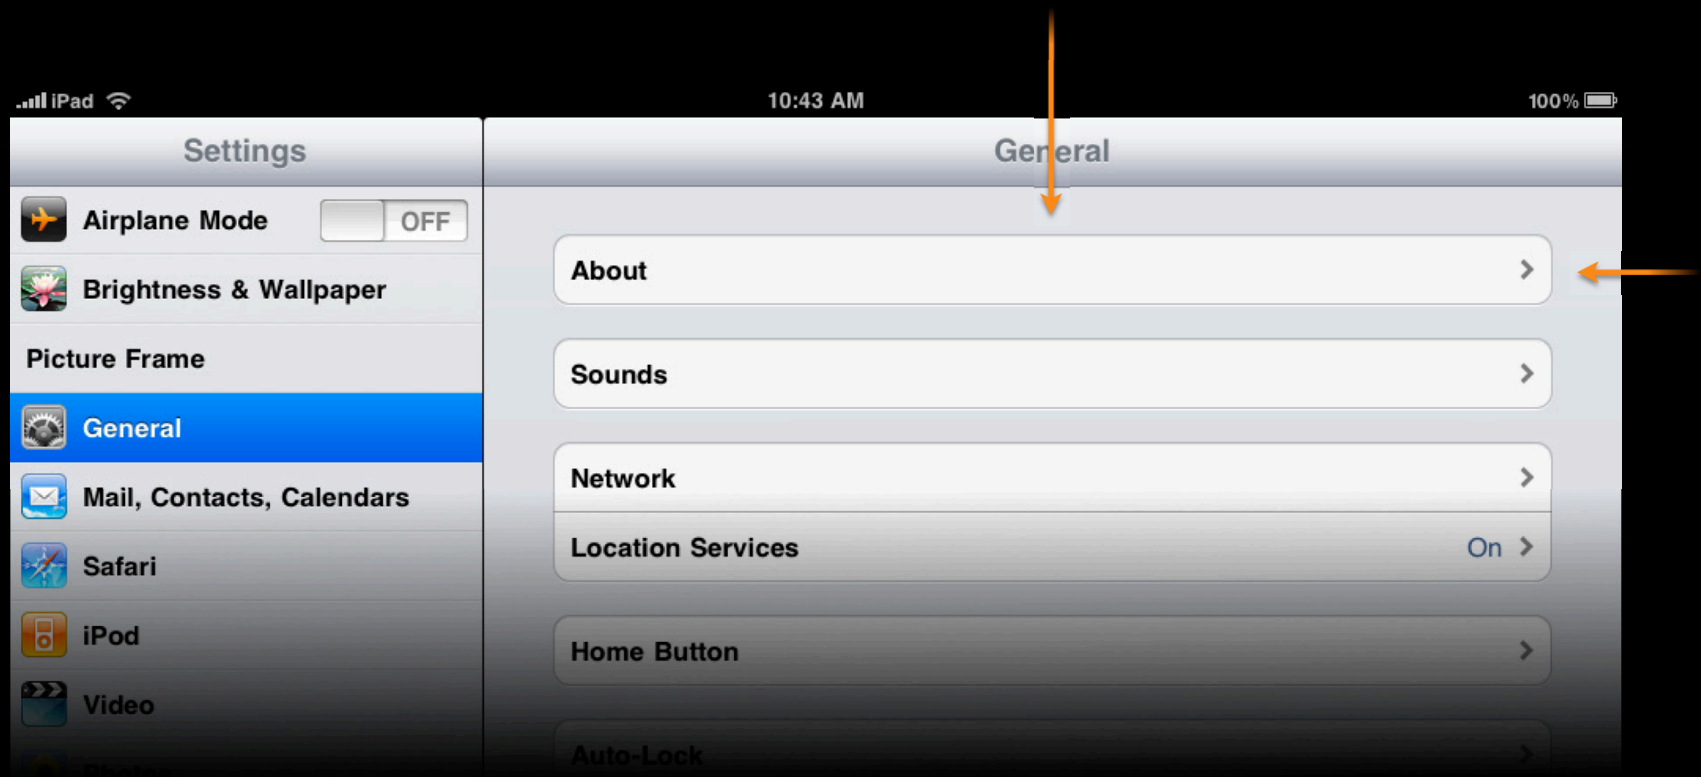 iPad
10:43 AM
100%
Settings
General
Airplane Mode
OFF
Brightness & Wallpaper
Picture Frame
General
Mail, Contacts, Calendars
Safari
iPod
Video
Photos
About
Sounds
Network
Location Services
On
Home Button
Auto-Lock